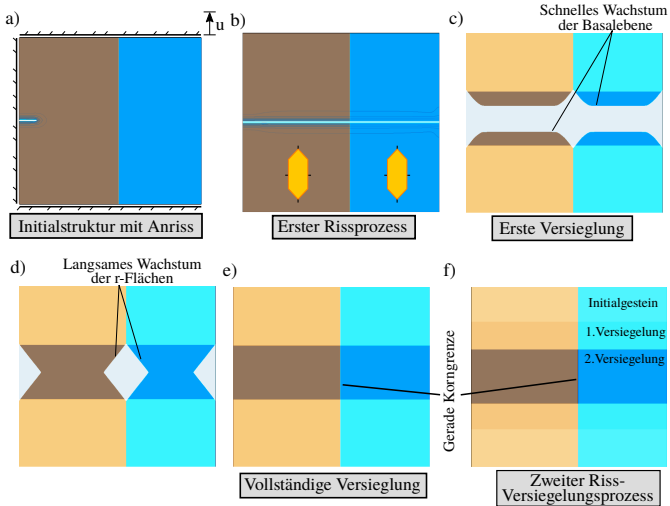 a)
u
Initialstruktur mit Anriss
b)
Erster Rissprozess
c)
Schnelles Wachstum
der Basalebene
Erste Versieglung
d)
Langsames Wachstum
der r-Flächen
e)
Vollständige Versieglung
Gerade Korngrenze
f)
Initialgestein
1.Versiegelung
2.Versiegelung
Zweiter Riss-
Versiegelungsprozess